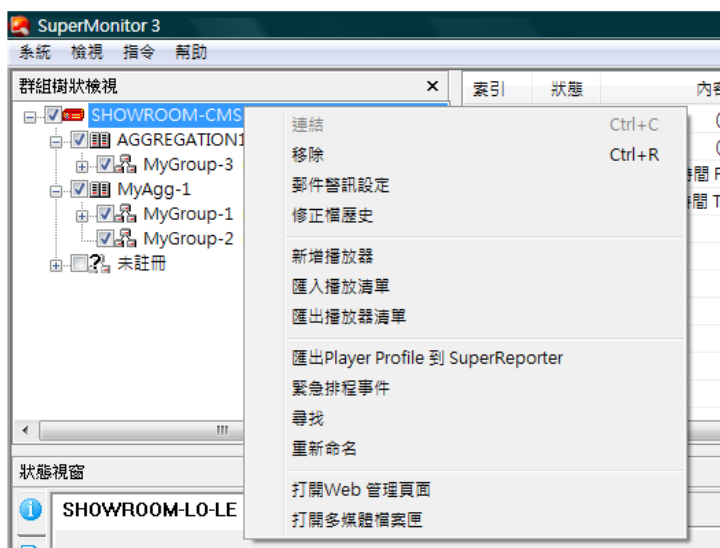 SuperMonitor 3
系統 檢視 指令 幫助
群組樹狀檢視
索引 狀態
SHOWROOM-CMS
AGGREGATION1
MyGroup-3
MyAgg-1
MyGroup-1
MyGroup-2
未註冊
連結 Ctrl+C
移除 Ctrl+R
郵件警訊設定
修正檔歷史
新增播放器
匯入播放清單
匯出播放器清單
匯出Player Profile 到 SuperReporter
緊急排程事件
尋找
重新命名
打開Web 管理頁面
打開多媒體檔案匣
狀態視窗
SHOWROOM-LO-LE